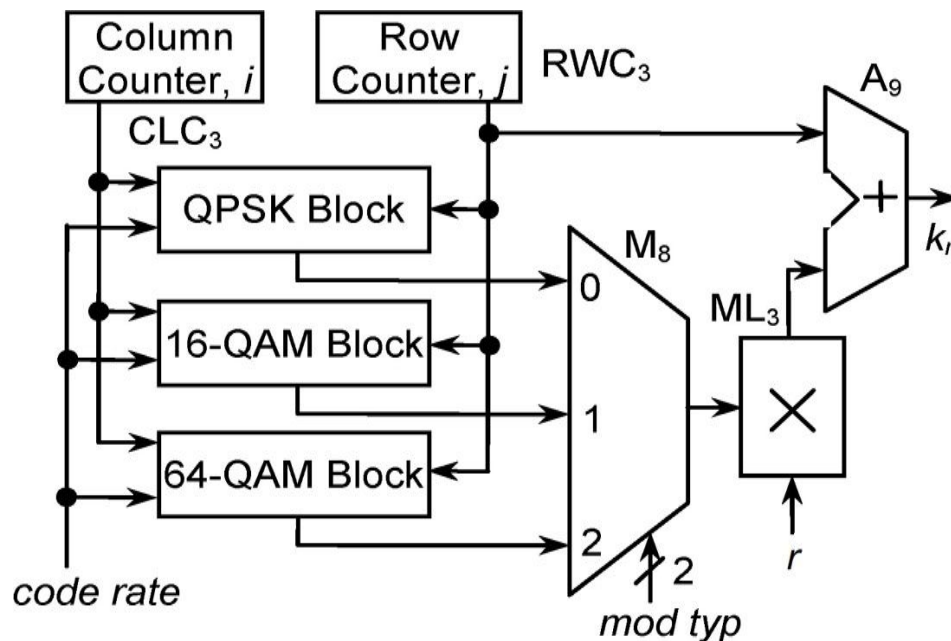 Column
Counter, i
Row
Counter, j
RWC3
CLC3
A9
QPSK Block
+
kn
M8
0
ML3
16-QAM Block
1
×
64-QAM Block
2
2
r
code rate
mod typ